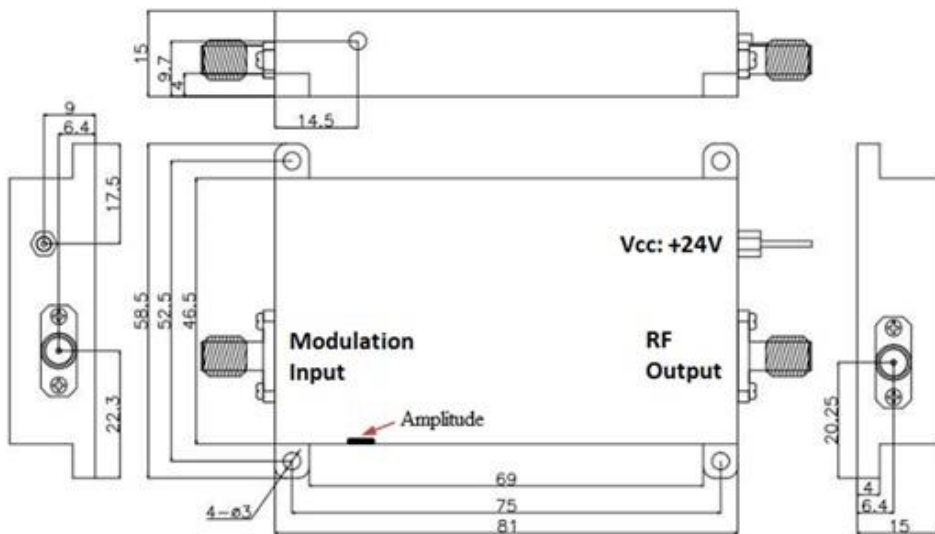 15
9.7
4
14.5
9
6.4
17.5
22.3
58.5
52.5
46.5
Vcc: +24V
Modulation
Input
RF
Output
Amplitude
4-ø3
69
75
81
20.25
4
6.4
15